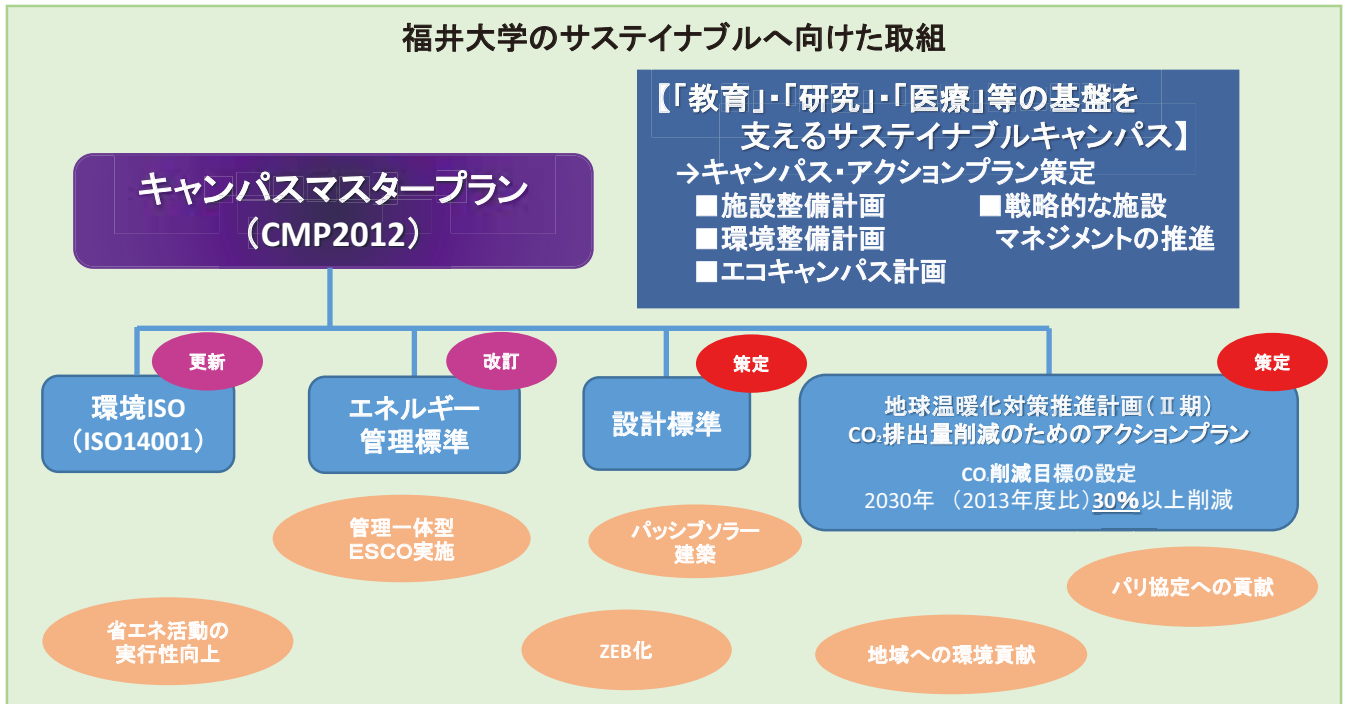 福井大学のサステイナブルへ向けた取組
【「教育」・「研究」・「医療」等の基盤を
支えるサステイナブルキャンパス】
→キャンパス・アクションプラン策定
■施設整備計画
■環境整備計画
■エコキャンパス計画
■戦略的な施設
マネジメントの推進
キャンパスマスタープラン
（CMP2012）
更新
環境ISO
（ISO14001）
改訂
エネルギー
管理標準
策定
設計標準
策定
地球温暖化対策推進計画（Ⅱ期）
CO₂排出量削減のためのアクションプラン
CO₂削減目標の設定
2030年 （2013年度比）30%以上削減
管理一体型
ESCO実施
パッシブソラー
建築
パリ協定への貢献
省エネ活動の
実行性向上
ZEB化
地域への環境貢献